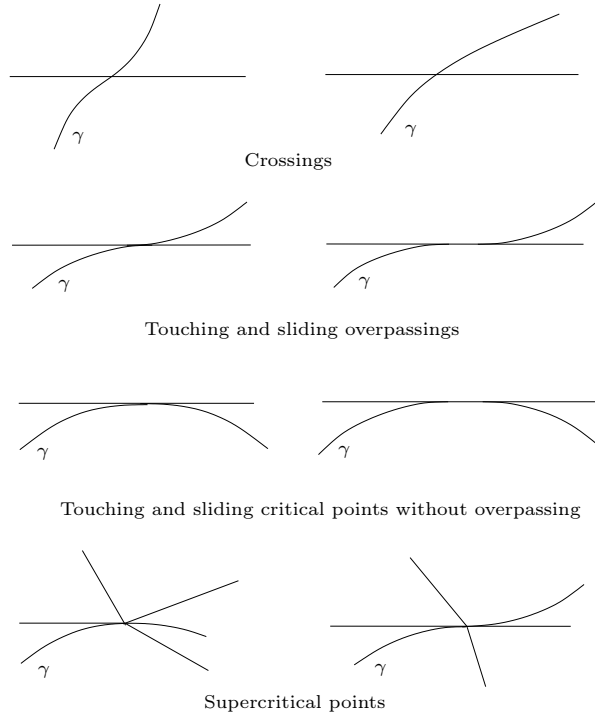 γ γ
Crossings
γ γ
Touching and sliding overpassings
γ γ
Touching and sliding critical points without overpassing
γ γ
Supercritical points